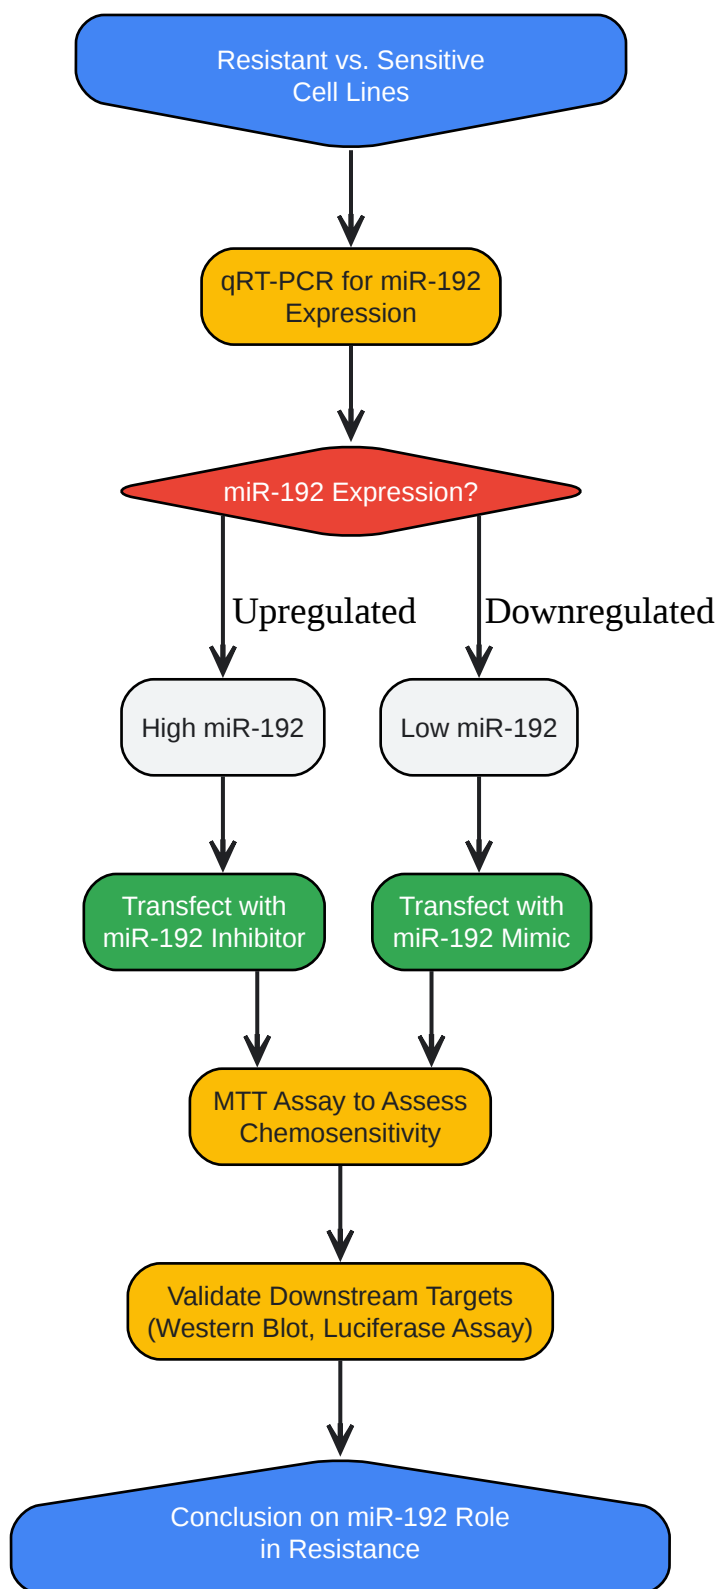 Resistant vs. Sensitive
Cell Lines
qRT-PCR for miR-192
Expression
miR-192 Expression?
Upregulated
Downregulated
High miR-192
Low miR-192
Transfect with
miR-192 Inhibitor
Transfect with
miR-192 Mimic
MTT Assay to Assess
Chemosensitivity
Validate Downstream Targets
(Western Blot, Luciferase Assay)
Conclusion on miR-192 Role
in Resistance